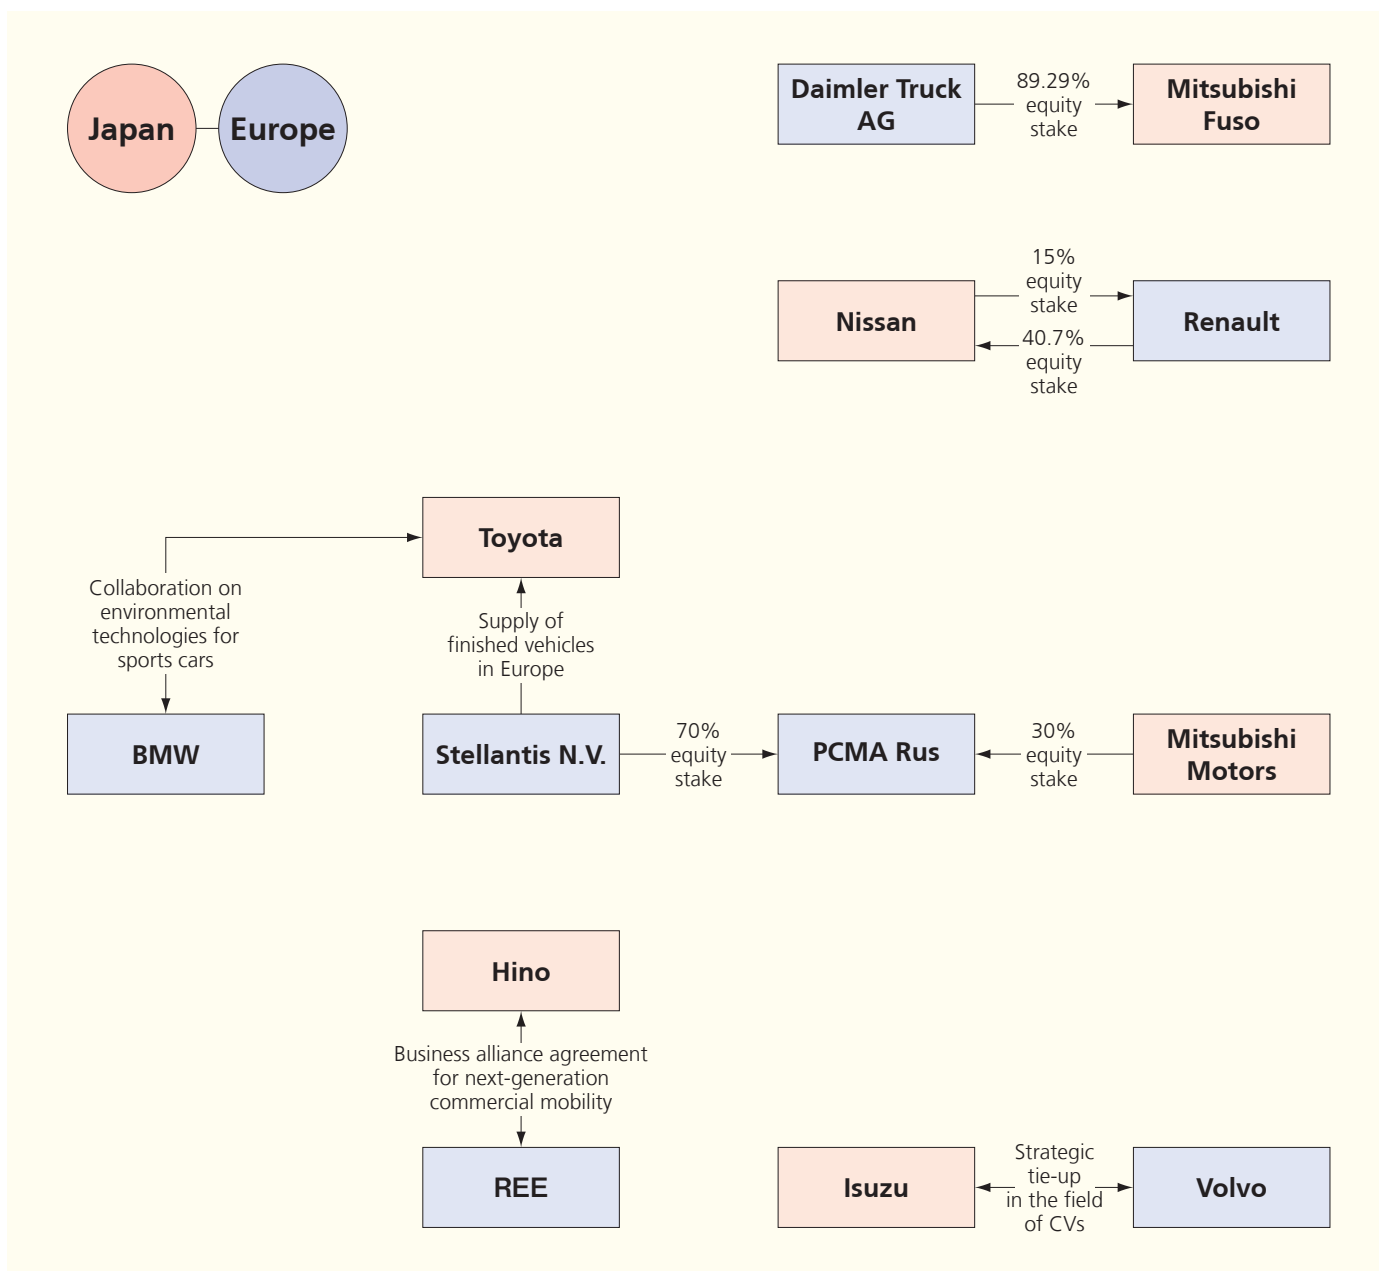 Japan
Europe
Daimler Truck
AG
89.29%
equity
stake
Mitsubishi
Fuso
Nissan
15%
equity
stake
40.7%
equity
stake
Renault
Toyota
Collaboration on
environmental
technologies for
sports cars
Supply of
finished vehicles
in Europe
BMW
Stellantis N.V.
70%
equity
stake
PCMA Rus
30%
equity
stake
Mitsubishi
Motors
Hino
Business alliance agreement
for next-generation
commercial mobility
REE
Isuzu
Strategic
tie-up
in the field
of CVs
Volvo